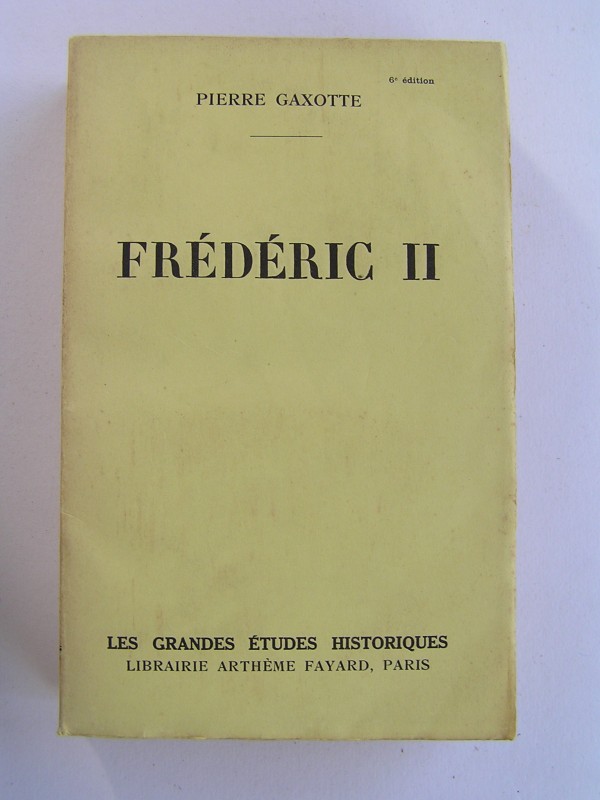 6e édition
PIERRE GAXOTTE
FRÉDÉRIC II
LES GRANDES ÉTUDES HISTORIQUES
LIBRAIRIE ARTHÈME FAYARD, PARIS